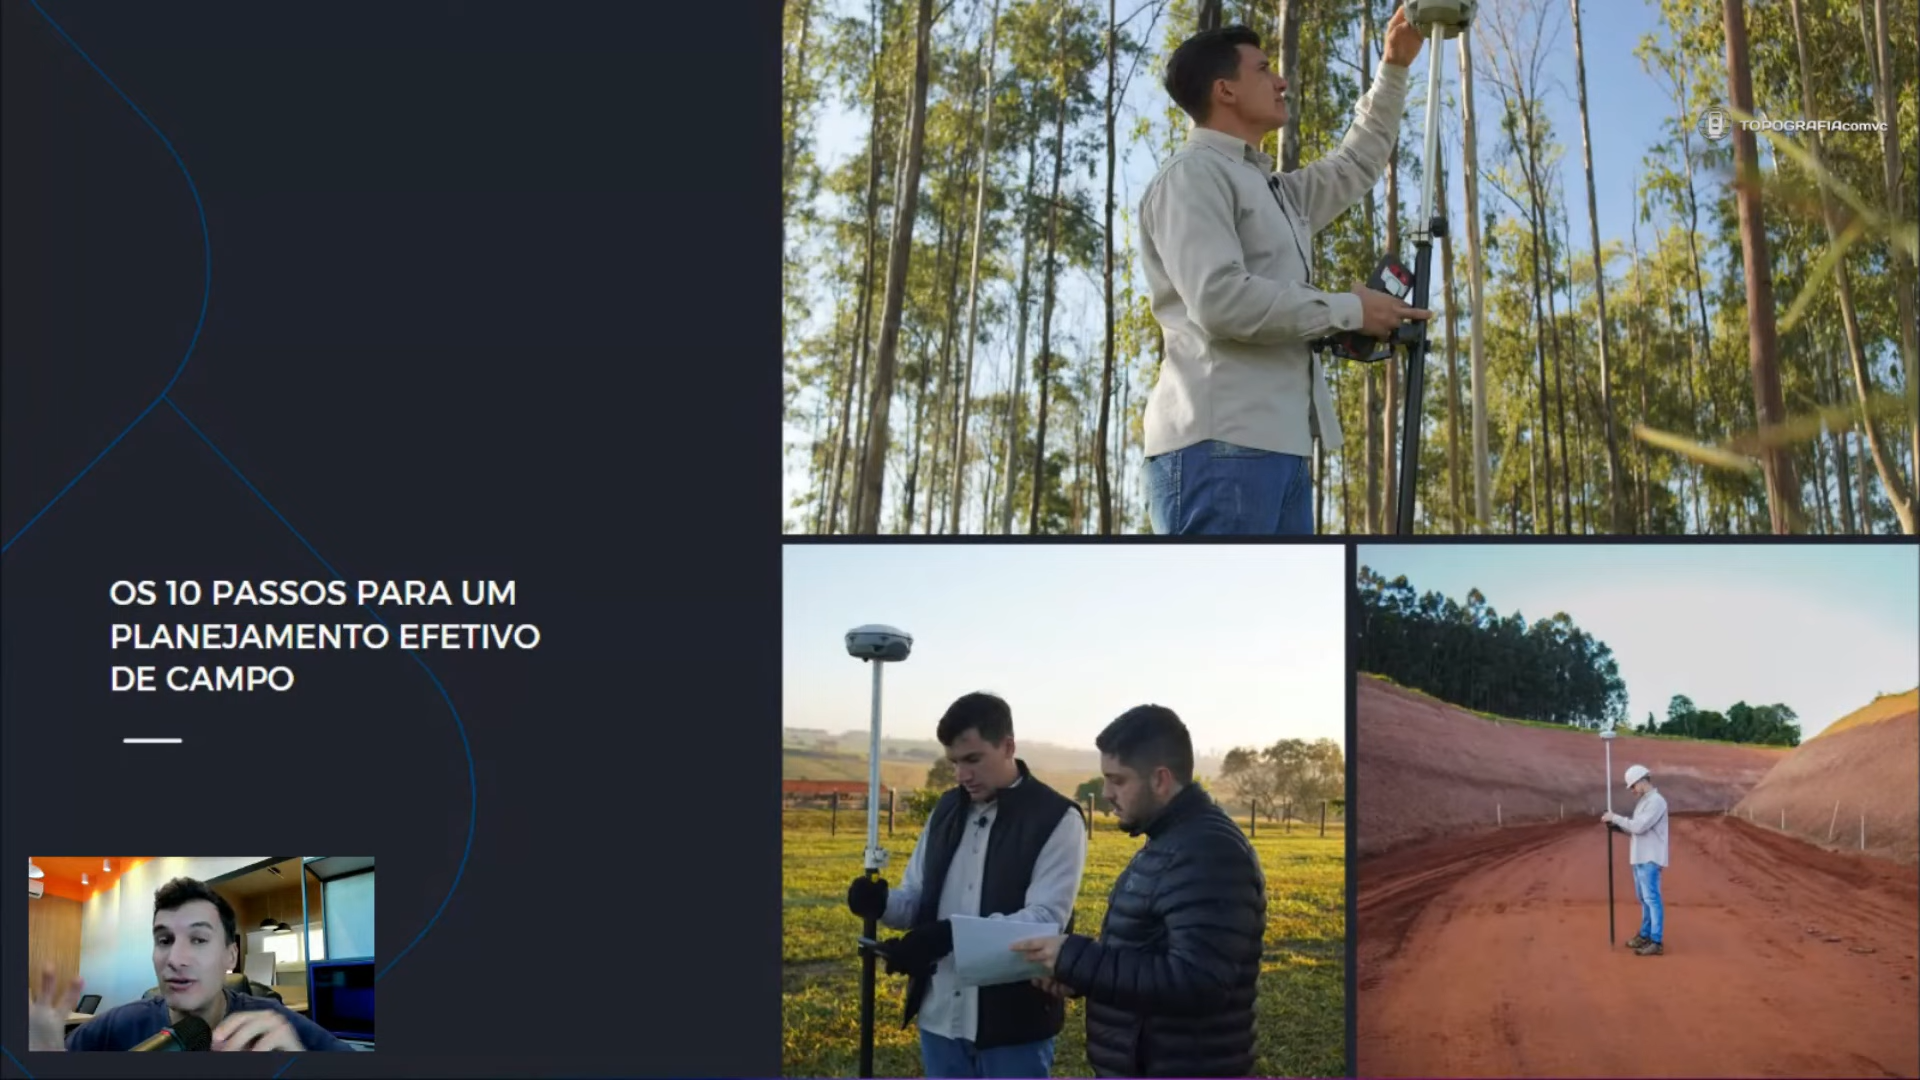 TOPOGRAFIAcomvc
OS 10 PASSOS PARA UM
PLANEJAMENTO EFETIVO
DE CAMPO